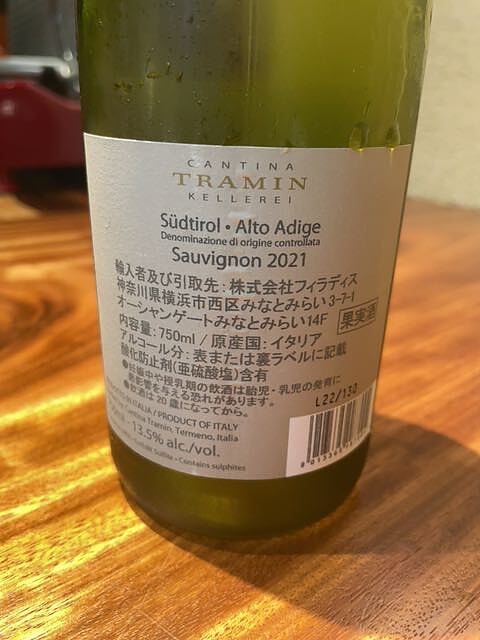 CANTINA
TRAMIN
KELLEREI
Südtirol • Alto Adige
Denominazione di origine controllata
Sauvignon 2021
輸入者及び引取先:株式会社フィラディス
神奈川県横浜市西区みなとみらい3-7-1
オーシャンゲートみなとみらい14F
果実酒
内容量:750ml / 原産国:イタリア
アルコール分:表または裏ラベルに記載
酸化防止剤(亜硫酸塩)含有
●妊娠中や授乳期の飲酒は胎児・乳児の発育に
悪影響を与える恐れがあります。
●飲酒は20歳になってから。
L22/130
IN ITALIA / PRODUCT OF ITALY
by Cantina Tramin, Termeno, Italia
13.5% alc./vol.
• Contains sulphites